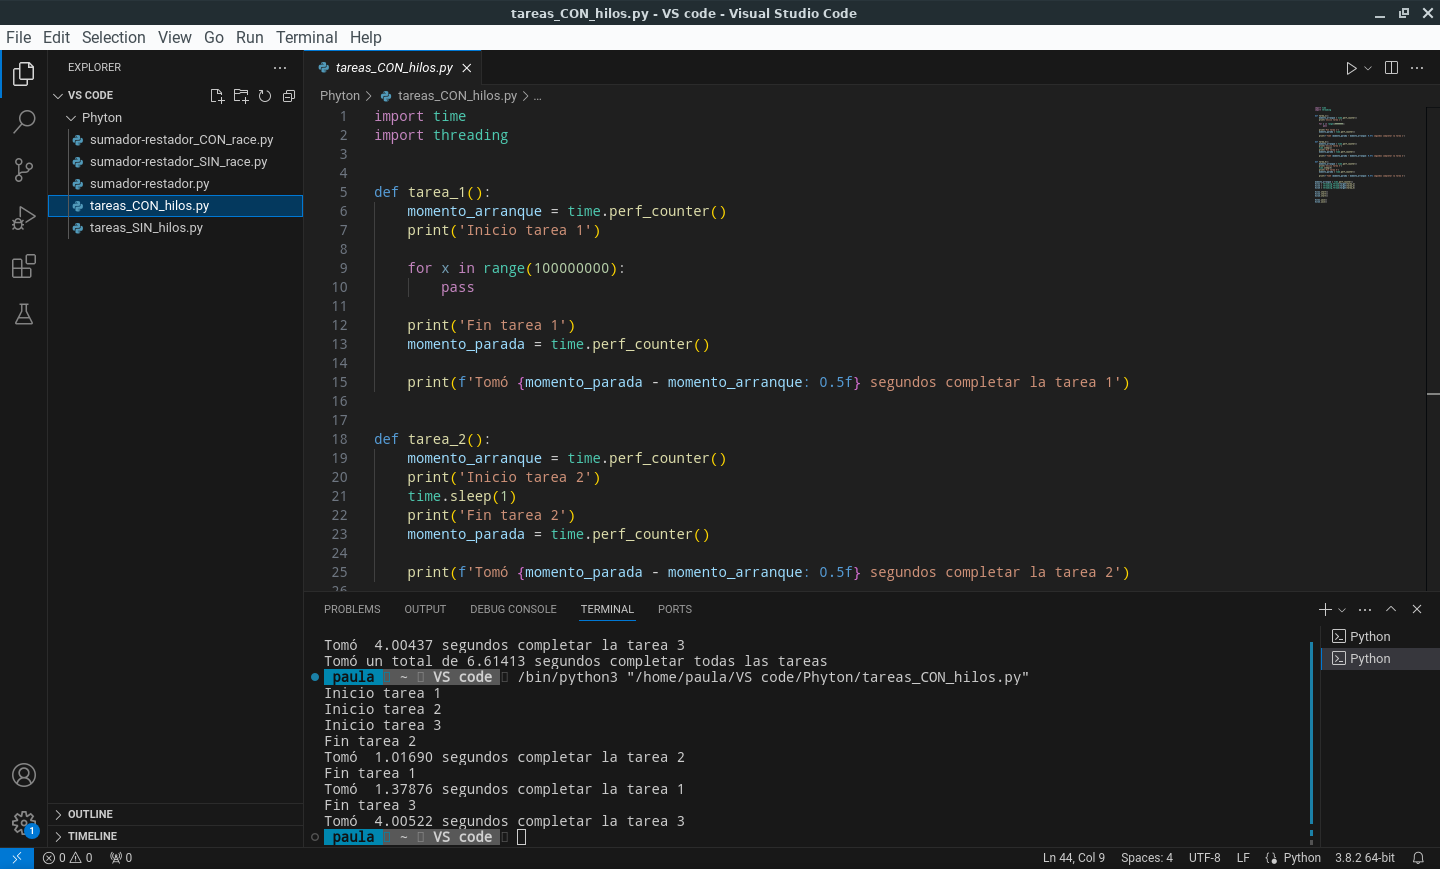 tareas_CON_hilos.py - VS code - Visual Studio Code
File Edit Selection View Go Run Terminal Help
EXPLORER
VS CODE
Phyton
sumador-restador_CON_race.py
sumador-restador_SIN_race.py
sumador-restador.py
tareas_CON_hilos.py
tareas_SIN_hilos.py
OUTLINE
TIMELINE
1
tareas_CON_hilos.py
Phyton > tareas_CON_hilos.py > ...
1 import time
2 import threading
3
4
5 def tarea_1():
6 momento_arranque = time.perf_counter()
7 print('Inicio tarea 1')
8
9 for x in range(100000000):
10 pass
11
12 print('Fin tarea 1')
13 momento_parada = time.perf_counter()
14
15 print(f'Tomó {momento_parada - momento_arranque: 0.5f} segundos completar la tarea 1')
16
17
18 def tarea_2():
19 momento_arranque = time.perf_counter()
20 print('Inicio tarea 2')
21 time.sleep(1)
22 print('Fin tarea 2')
23 momento_parada = time.perf_counter()
24
25 print(f'Tomó {momento_parada - momento_arranque: 0.5f} segundos completar la tarea 2')
PROBLEMS OUTPUT DEBUG CONSOLE TERMINAL PORTS
Tomó  4.00437 segundos completar la tarea 3
Tomó un total de 6.61413 segundos completar todas las tareas
paula ~ VS code /bin/python3 "/home/paula/VS code/Phyton/tareas_CON_hilos.py"
Inicio tarea 1
Inicio tarea 2
Inicio tarea 3
Fin tarea 2
Tomó  1.01690 segundos completar la tarea 2
Fin tarea 1
Tomó  1.37876 segundos completar la tarea 1
Fin tarea 3
Tomó  4.00522 segundos completar la tarea 3
paula ~ VS code
Python
Python
0 0 0
Ln 44, Col 9 Spaces: 4 UTF-8 LF Python 3.8.2 64-bit